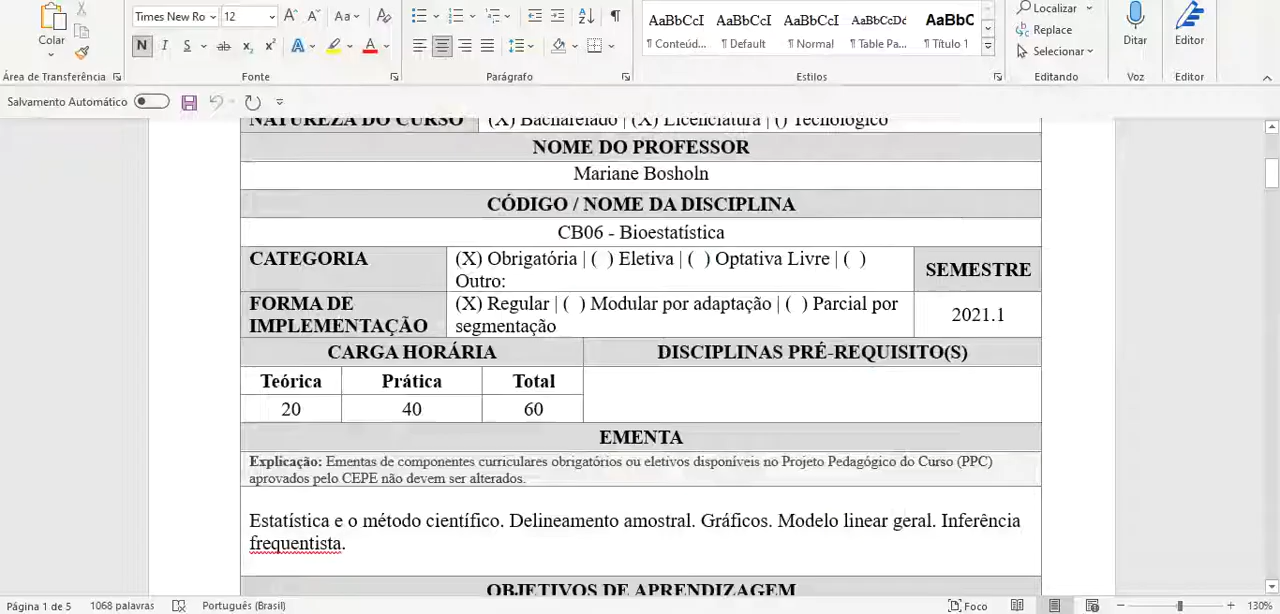 Times New Ro 12 Aa
AaBbCcI AaBbCcI AaBbCcI AaBbCcDd AaBbC
Localizar
Colar
N I S ab x₂ x² A A
¶ Conteúd... ¶ Default ¶ Normal ¶ Table Pa... ¶ Título 1
Replace
Selecionar
Ditar
Editor
Área de Transferência Fonte Parágrafo Estilos Editando Voz Editor
Salvamento Automático
NATUREZA DO CURSO (X) Bacharelado | (X) Licenciatura | () Tecnológico
NOME DO PROFESSOR
Mariane Bosholn
CÓDIGO / NOME DA DISCIPLINA
CB06 - Bioestatística
CATEGORIA (X) Obrigatória | ( ) Eletiva | ( ) Optativa Livre | ( )
Outro:
SEMESTRE
FORMA DE
IMPLEMENTAÇÃO
(X) Regular | ( ) Modular por adaptação | ( ) Parcial por
segmentação
2021.1
CARGA HORÁRIA DISCIPLINAS PRÉ-REQUISITO(S)
Teórica Prática Total
20 40 60
EMENTA
Explicação: Ementas de componentes curriculares obrigatórios ou eletivos disponíveis no Projeto Pedagógico do Curso (PPC)
aprovados pelo CEPE não devem ser alterados.
Estatística e o método científico. Delineamento amostral. Gráficos. Modelo linear geral. Inferência
frequentista.
OBJETIVOS DE APRENDIZAGEM
Página 1 de 5 1068 palavras Português (Brasil) Foco 130%